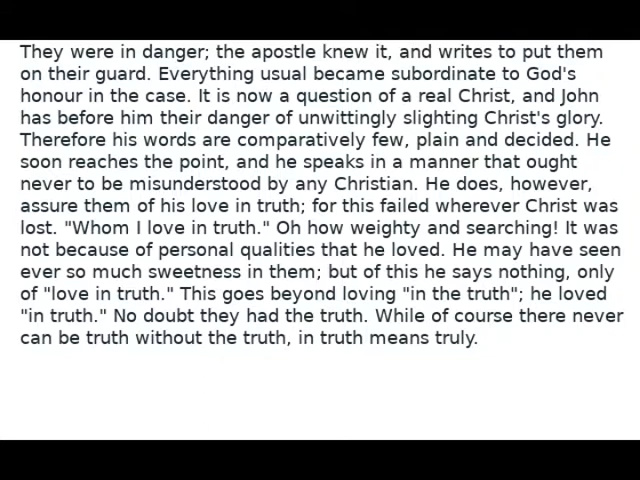 They were in danger; the apostle knew it, and writes to put them
on their guard. Everything usual became subordinate to God's
honour in the case. It is now a question of a real Christ, and John
has before him their danger of unwittingly slighting Christ's glory.
Therefore his words are comparatively few, plain and decided. He
soon reaches the point, and he speaks in a manner that ought
never to be misunderstood by any Christian. He does, however,
assure them of his love in truth; for this failed wherever Christ was
lost. "Whom I love in truth." Oh how weighty and searching! It was
not because of personal qualities that he loved. He may have seen
ever so much sweetness in them; but of this he says nothing, only
of "love in truth." This goes beyond loving "in the truth"; he loved
"in truth." No doubt they had the truth. While of course there never
can be truth without the truth, in truth means truly.